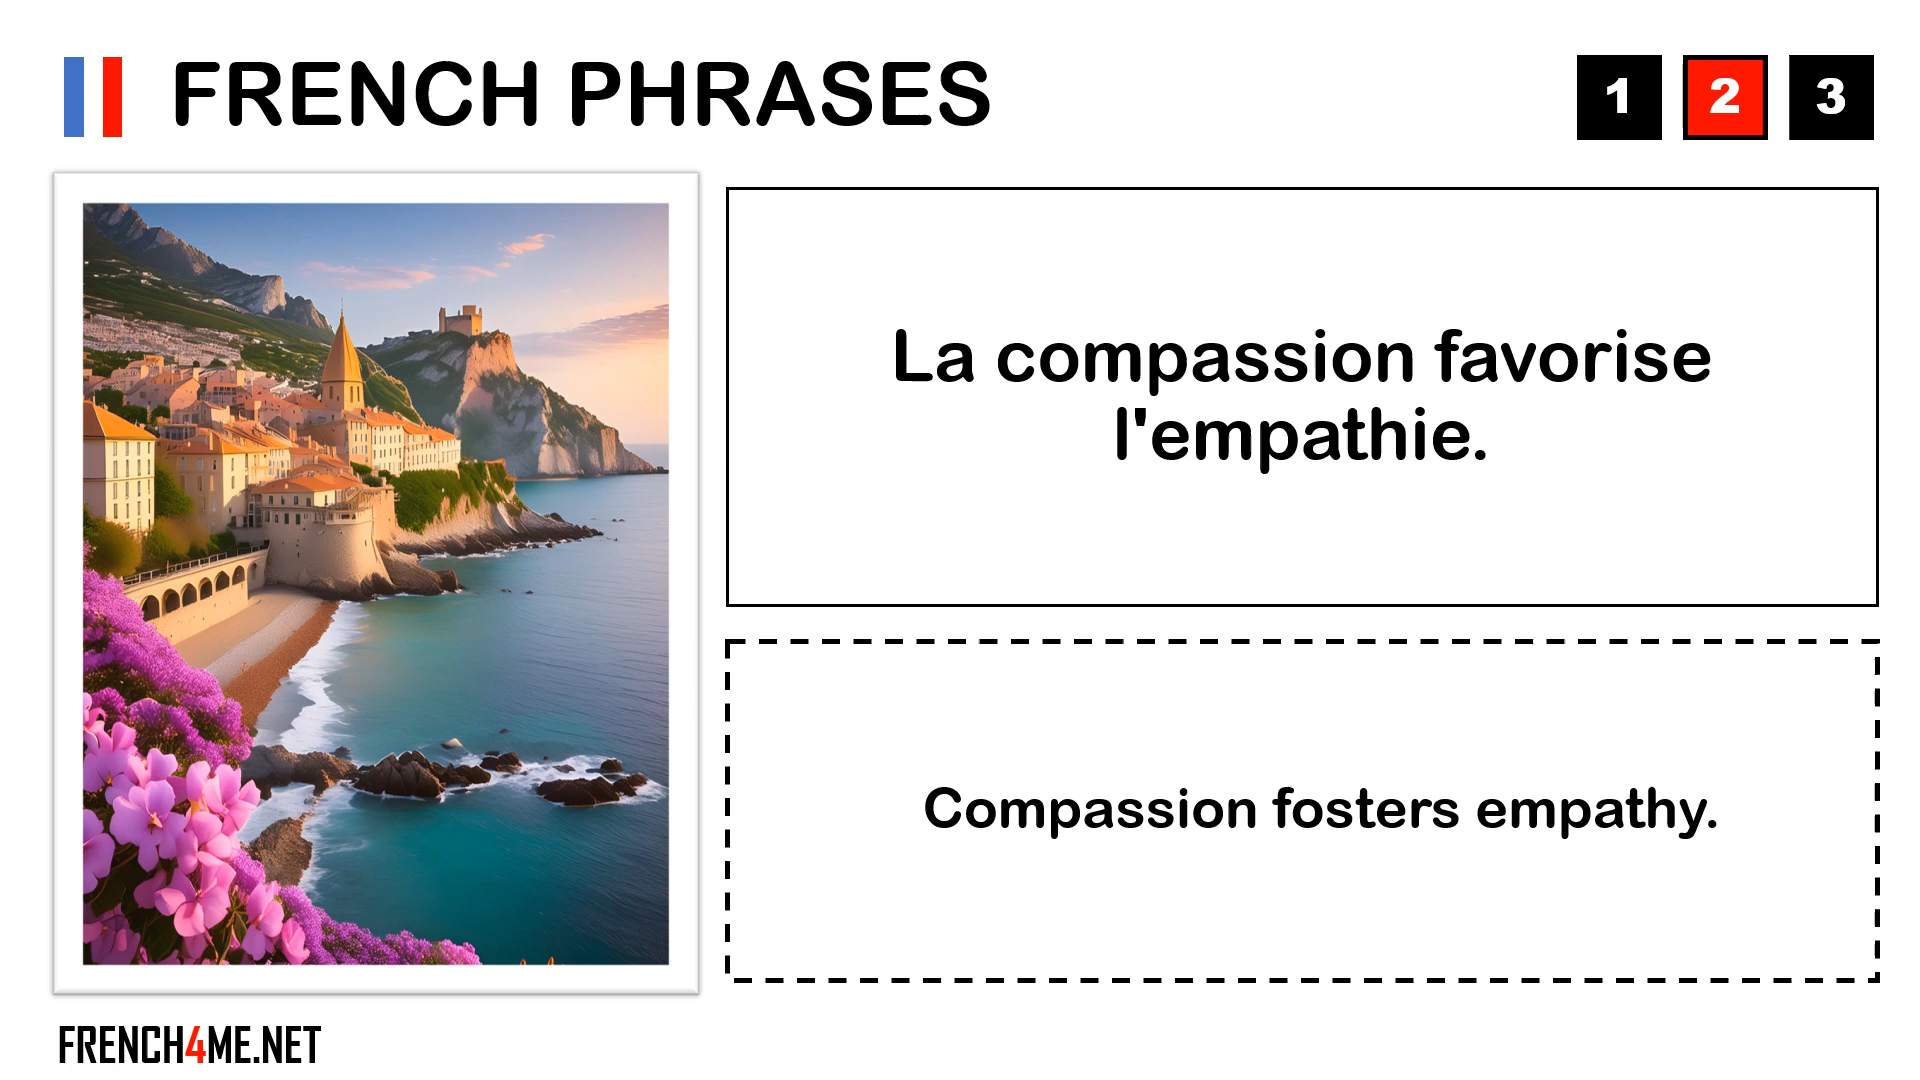 FRENCH PHRASES
1 2 3
La compassion favorise
l'empathie.
Compassion fosters empathy.
FRENCH4ME.NET